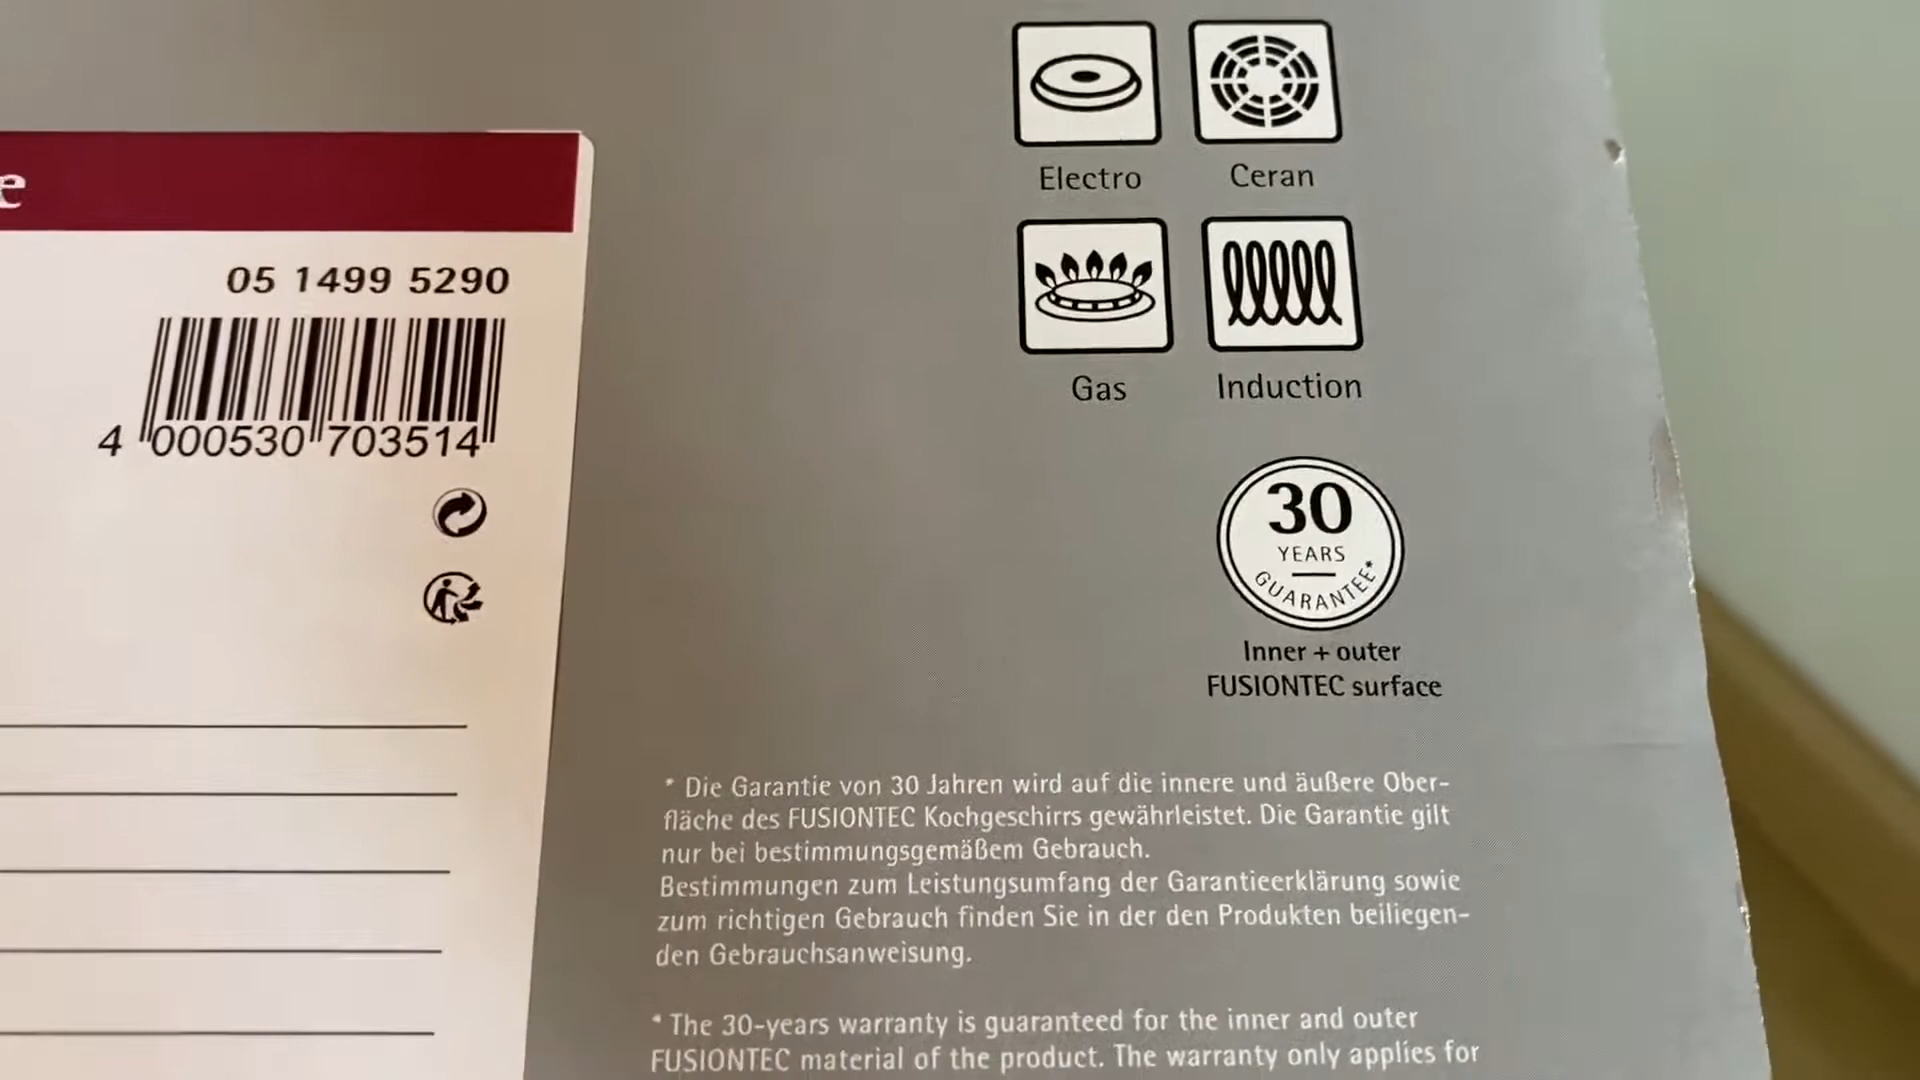 e
05 1499 5290
4 000530 703514
Electro
Ceran
Gas
Induction
30
YEARS
GUARANTEE*
Inner + outer
FUSIONTEC surface
* Die Garantie von 30 Jahren wird auf die innere und äußere Ober-
fläche des FUSIONTEC Kochgeschirrs gewährleistet. Die Garantie gilt
nur bei bestimmungsgemäßem Gebrauch.
Bestimmungen zum Leistungsumfang der Garantieerklärung sowie
zum richtigen Gebrauch finden Sie in der den Produkten beiliegen-
den Gebrauchsanweisung.
* The 30-years warranty is guaranteed for the inner and outer
FUSIONTEC material of the product. The warranty only applies for